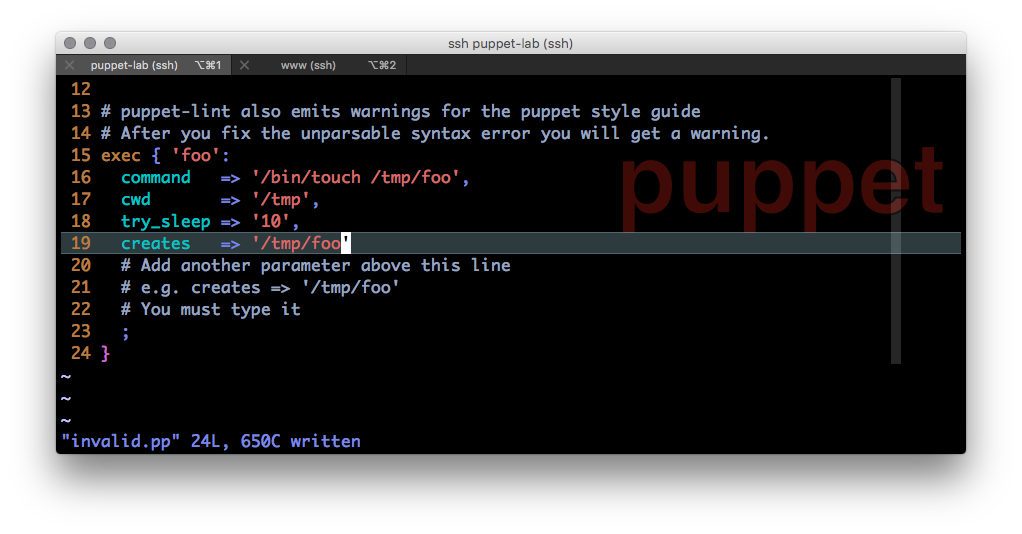 ssh puppet-lab (ssh)
puppet-lab (ssh) ⌥⌘1 www (ssh) ⌥⌘2
12
13 # puppet-lint also emits warnings for the puppet style guide
14 # After you fix the unparsable syntax error you will get a warning.
15 exec { 'foo':
16   command   => '/bin/touch /tmp/foo',
17   cwd       => '/tmp',
18   try_sleep => '10',
19   creates   => '/tmp/foo'
20   # Add another parameter above this line
21   # e.g. creates => '/tmp/foo'
22   # You must type it
23   ;
24 }
~
~
~
"invalid.pp" 24L, 650C written
puppet